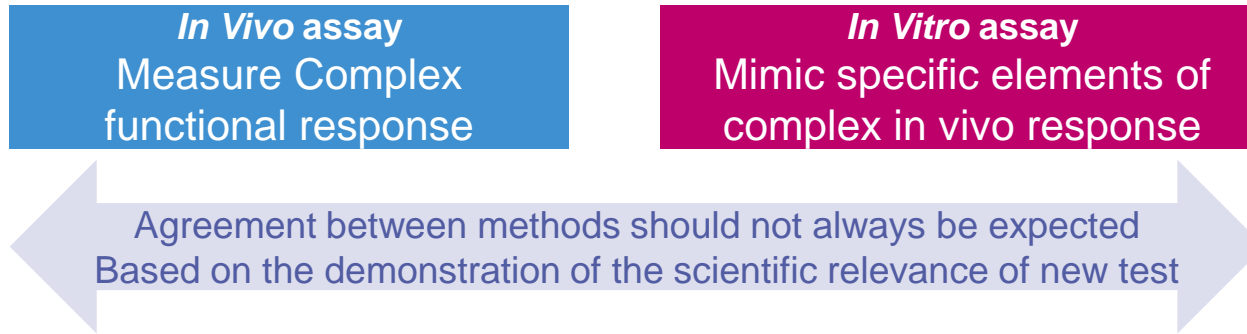 In Vivo assay
Measure Complex
functional response
In Vitro assay
Mimic specific elements of
complex in vivo response
Agreement between methods should not always be expected
Based on the demonstration of the scientific relevance of new test